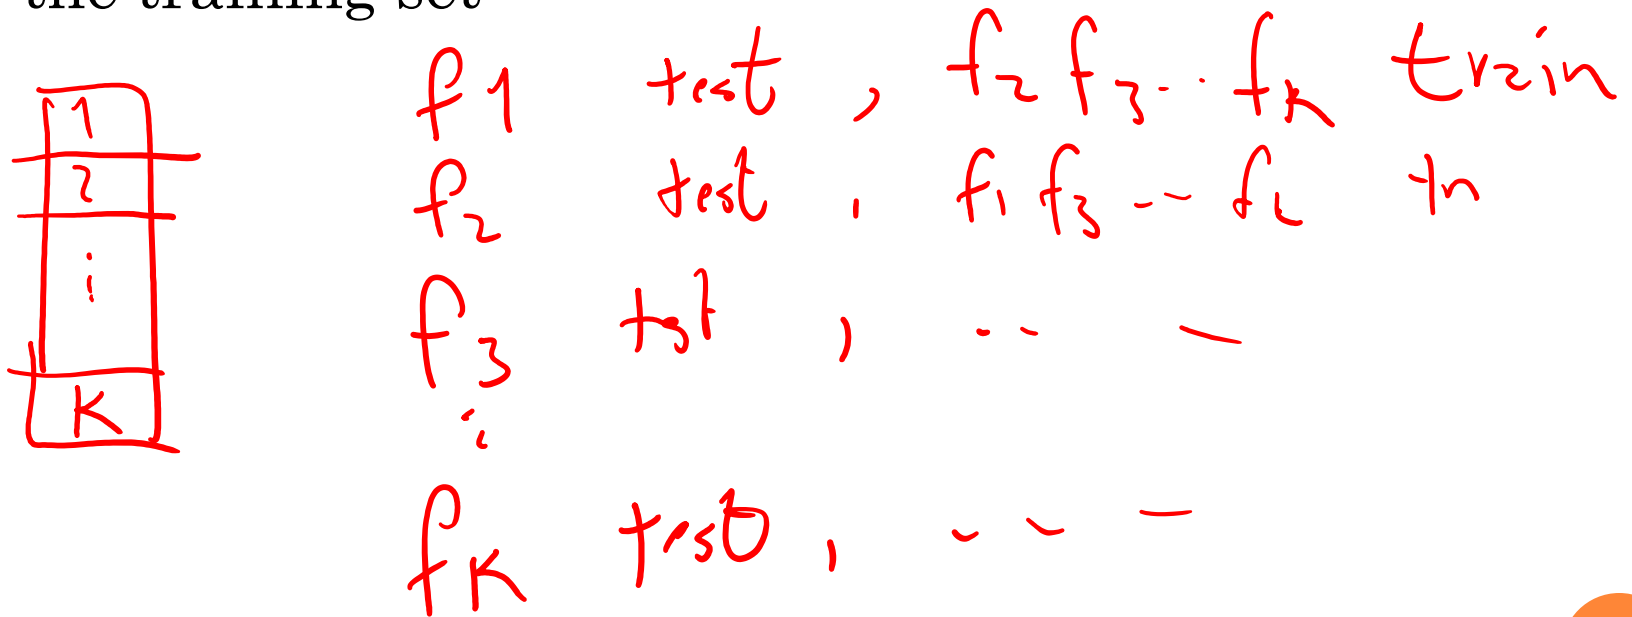 the training set
1
2
⋮
K
f1 test , f2 f3 ... fK train
f2 test , f1 f3 ... fk tn
f3 tst , .. —
⋮
fK test , .. —